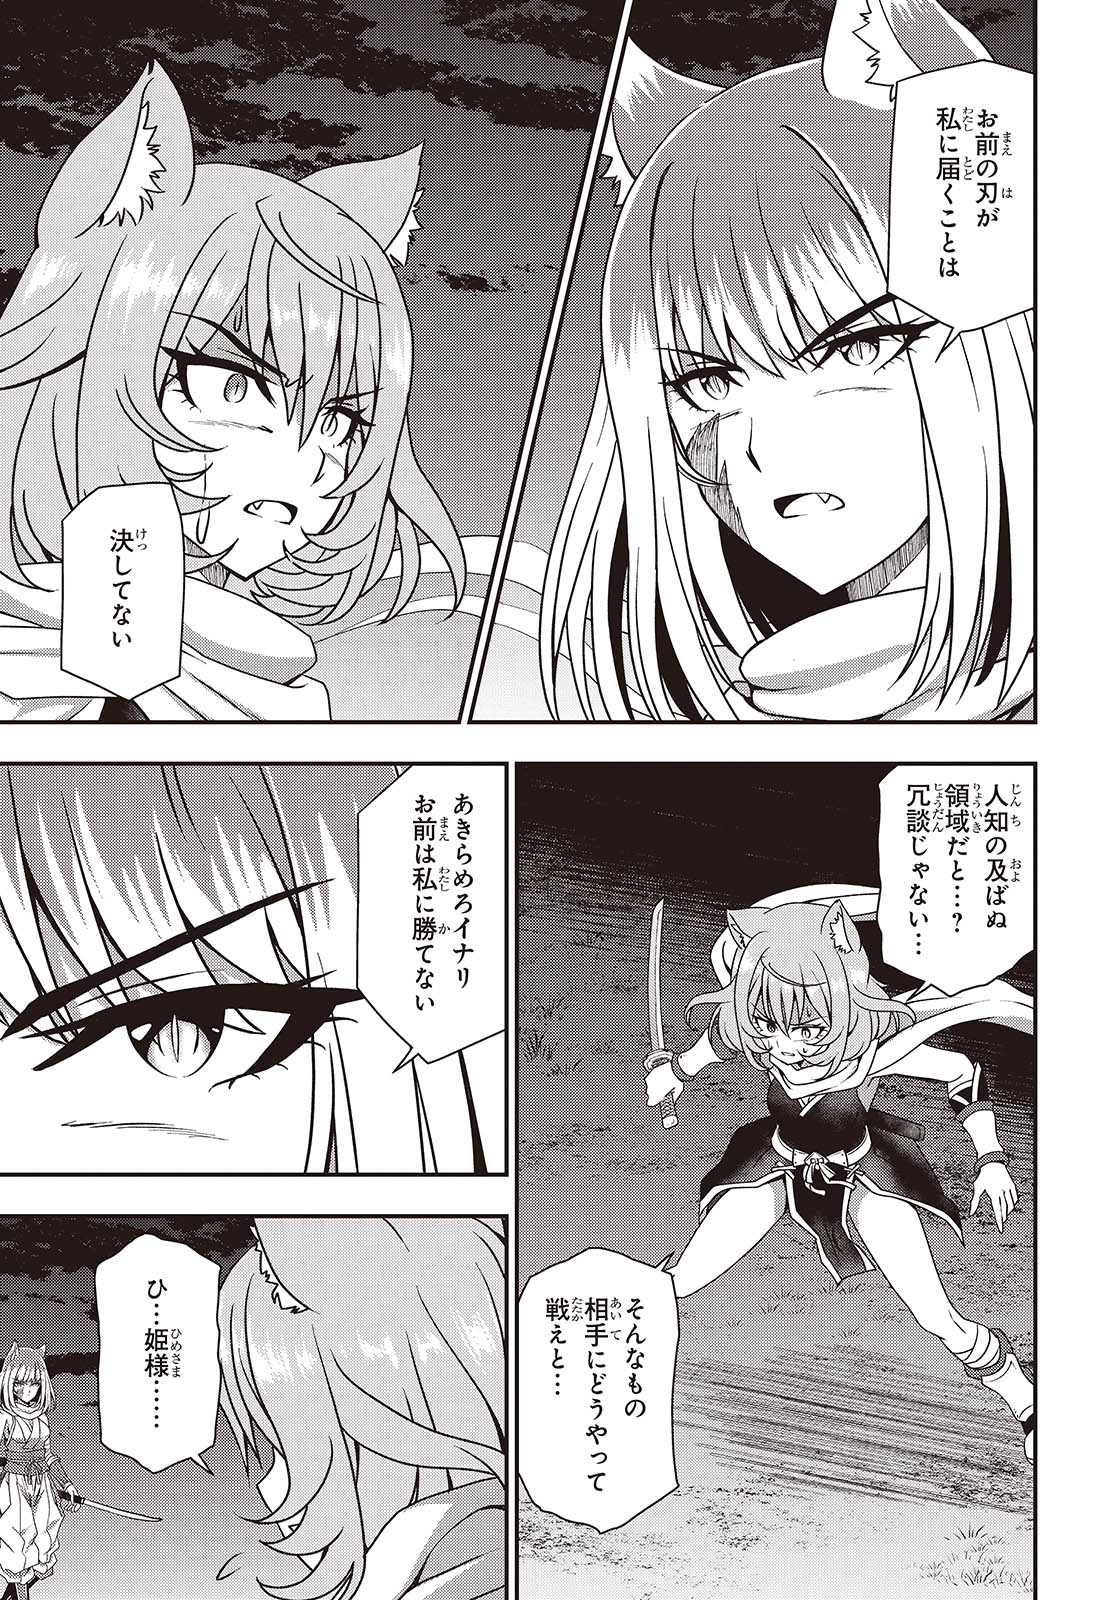 お前の刃が
私に届くことは
決してない
人知の及ばぬ
領域だと…?
冗談じゃない…
そんなもの
相手にどうやって
戦えと…
あきらめろイナリ
お前は私に勝てない
ひ…姫様……